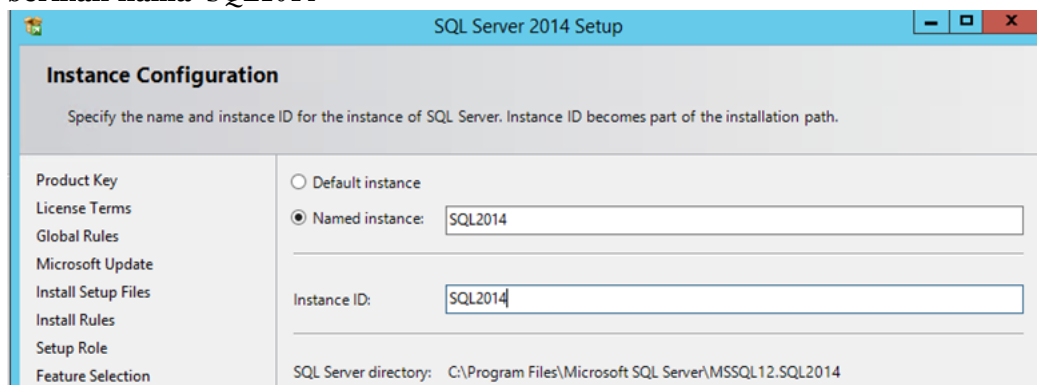 SQL Server 2014 Setup
Instance Configuration
Specify the name and instance ID for the instance of SQL Server. Instance ID becomes part of the installation path.
Product Key
License Terms
Global Rules
Microsoft Update
Install Setup Files
Install Rules
Setup Role
Feature Selection
Default instance
Named instance: SQL2014
Instance ID: SQL2014
SQL Server directory: C:\Program Files\Microsoft SQL Server\MSSQL12.SQL2014